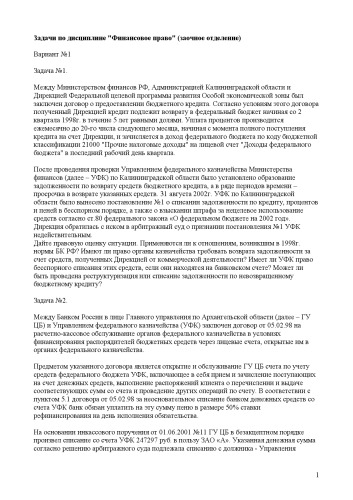 Задачи по дисциплине "Финансовое право" (заочное отделение)
Вариант №1
Задача №1.
Между Министерством финансов РФ, Администрацией Калининградской области и
Дирекцией Федеральной целевой программы развития Особой экономической зоны был
заключен договор о предоставлении бюджетного кредита. Согласно условиям этого договора
полученный Дирекцией кредит подлежит возврату в федеральный бюджет начиная со 2
квартала 1998г. в течение 5 лет равными долями. Уплата процентов производится
ежемесячно до 20-го числа следующего месяца, начиная с момента полного поступления
кредита на счет дирекции, и зачисляется в доход федерального бюджета по коду бюджетной
классификации 21000 "Прочие налоговые доходы" на лицевой счет "Доходы федерального
бюджета" в последний рабочий день квартала.
После проведения проверки Управлением федерального казначейства Министерства
финансов (далее – УФК) по Калининградской области было установлено образование
задолженности по возврату средств бюджетного кредита, а в ряде периодов времени –
просрочка в возврате указанных средств. 31 августа 2002г. УФК по Калининградской
области было вынесено постановление №1 о списании задолженности по кредиту, процентов
и пеней в бесспорном порядке, а также о взыскании штрафа за нецелевое использование
средств согласно ст.80 федерального закона «О федеральном бюджете на 2002 год».
Дирекция обратилась с иском в арбитражный суд о признании постановления №1 УФК
недействительным.
Дайте правовую оценку ситуации. Применяются ли к отношениям, возникшим в 1998г.
нормы БК РФ? Имеют ли право органы казначейства требовать возврата задолженности за
счет средств, полученных Дирекцией от коммерческой деятельности? Имеет ли УФК право
бесспорного списания этих средств, если они находятся на банковском счете? Может ли
быть проведена реструктуризация или списание задолженности по невозвращенному
бюджетному кредиту?
Задача №2.
Между Банком России в лице Главного управления по Архангельской области (далее – ГУ
ЦБ) и Управлением федерального казначейства (УФК) заключен договор от 05.02.98 на
расчетно-кассовое обслуживание органов федерального казначейства в условиях
финансирования распорядителей бюджетных средств через лицевые счета, открытые им в
органах федерального казначейства.
Предметом указанного договора является открытие и обслуживание ГУ ЦБ счета по учету
средств федерального бюджета УФК, включающее в себя прием и зачисление поступающих
на счет денежных средств, выполнение распоряжений клиента о перечислении и выдаче
соответствующих сумм со счета и проведение других операций по счету. В соответствии с
пунктом 5.1 договора от 05.02.98 за неосновательное списание банком денежных средств со
счета УФК банк обязан уплатить на эту сумму пеню в размере 50% ставки
рефинансирования на день исполнения обязательства.
На основании инкассового поручения от 01.06.2001 №11 ГУ ЦБ в безакцептном порядке
произвел списание со счета УФК 247297 руб. в пользу ЗАО «А». Указанная денежная сумма
согласно решению арбитражного суда подлежала списанию с должника - Управления
1